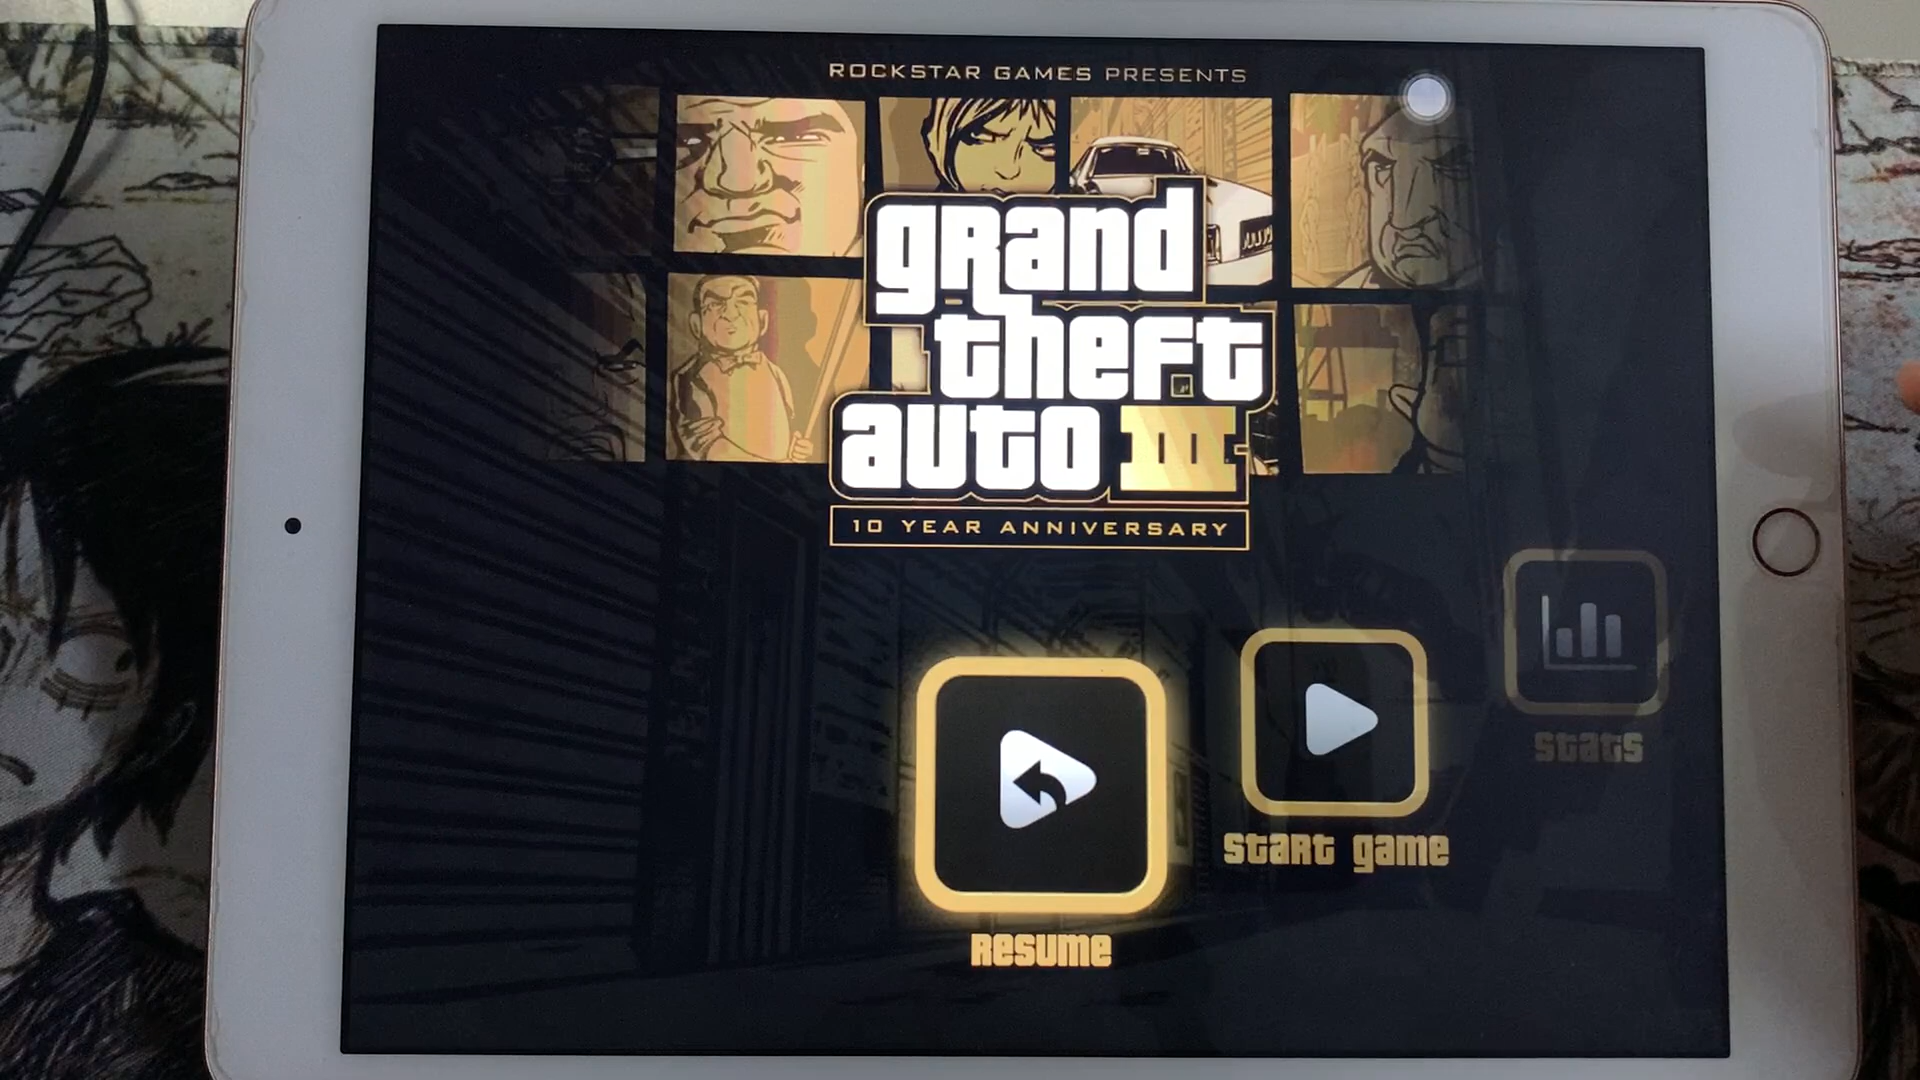 ROCKSTAR GAMES PRESENTS
grand
theft
auto III
10 YEAR ANNIVERSARY
stats
start game
Resume